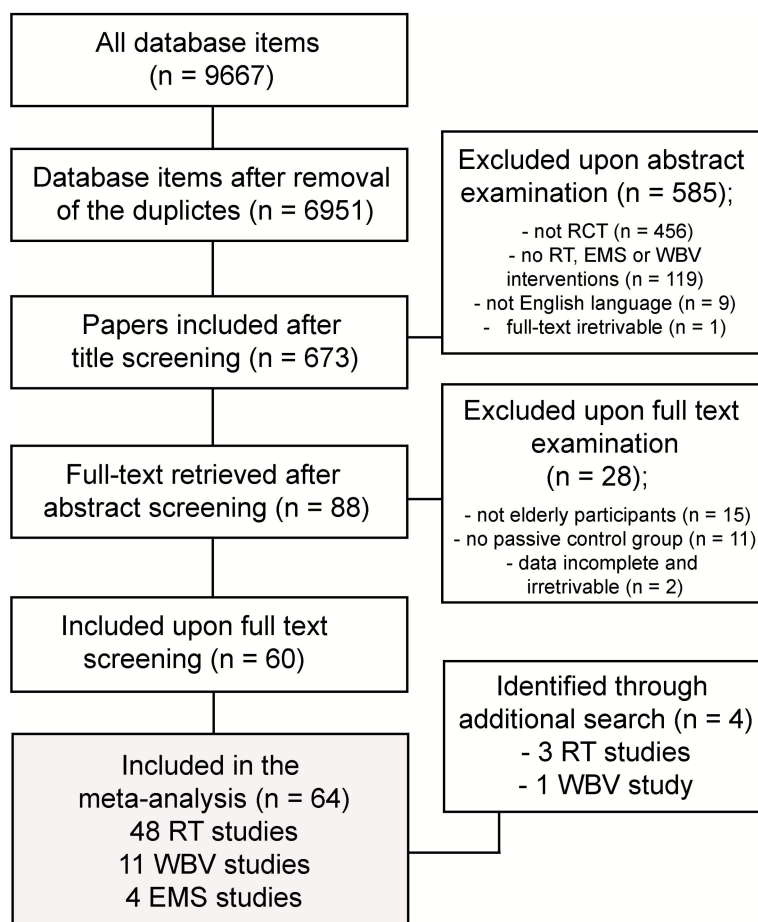 All database items
(n = 9667)
Database items after removal
of the duplictes (n = 6951)
Excluded upon abstract
examination (n = 585);
- not RCT (n = 456)
- no RT, EMS or WBV
interventions (n = 119)
- not English language (n = 9)
- full-text iretrivable (n = 1)
Papers included after
title screening (n = 673)
Excluded upon full text
examination
(n = 28);
- not elderly participants (n = 15)
- no passive control group (n = 11)
- data incomplete and
irretrivable (n = 2)
Full-text retrieved after
abstract screening (n = 88)
Included upon full text
screening (n = 60)
Identified through
additional search (n = 4)
- 3 RT studies
- 1 WBV study
Included in the
meta-analysis (n = 64)
48 RT studies
11 WBV studies
4 EMS studies